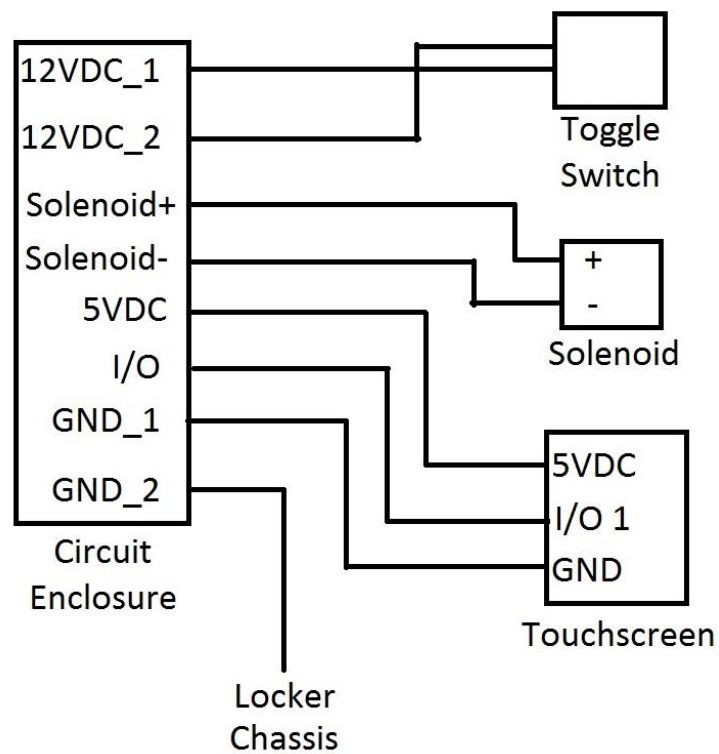 12VDC_1
12VDC_2
Solenoid+
Solenoid-
5VDC
I/O
GND_1
GND_2
Circuit
Enclosure
Toggle
Switch
+
-
Solenoid
5VDC
I/O 1
GND
Touchscreen
Locker
Chassis